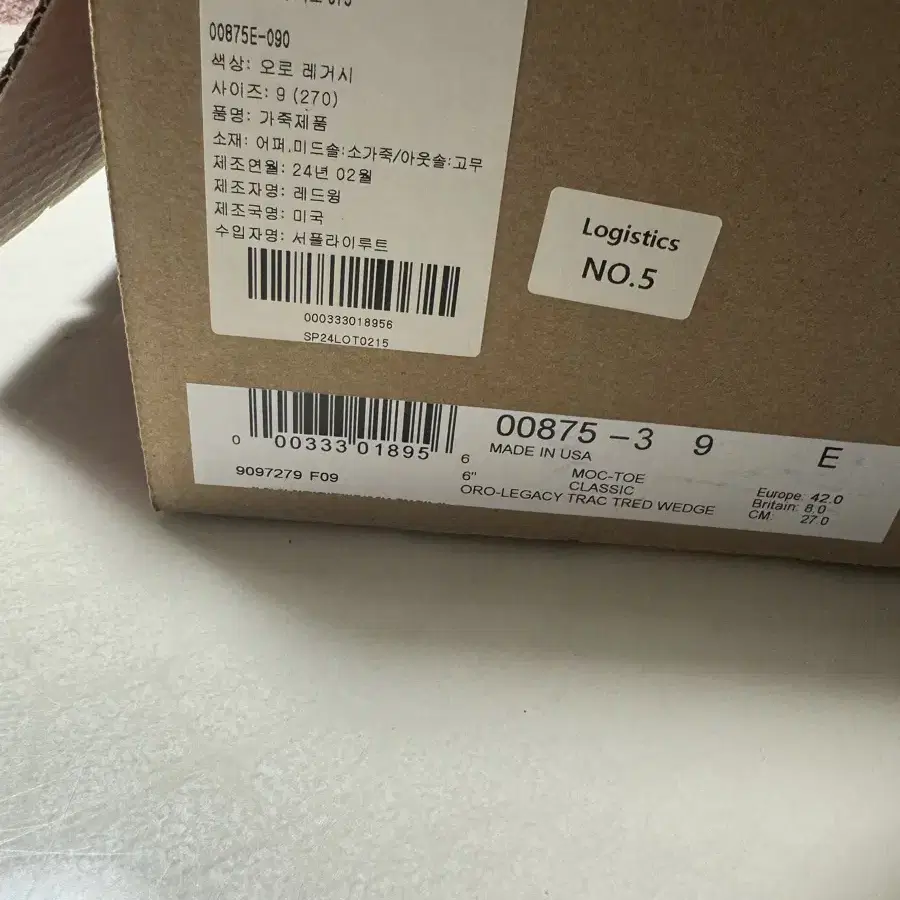 00875E-090
색상: 오로 레거시
사이즈: 9 (270)
품명: 가죽제품
소재: 어퍼,미드솔:소가죽/아웃솔:고무
제조연월: 24년 02월
제조자명: 레드윙
제조국명: 미국
수입자명: 서플라이루트
000333018956
SP24LOT0215
Logistics
NO.5
0 00333 01895 6
9097279 F09
00875 -3 9 E
MADE IN USA
6" MOC-TOE
CLASSIC
ORO-LEGACY TRAC TRED WEDGE
Europe: 42.0
Britain: 8.0
CM: 27.0